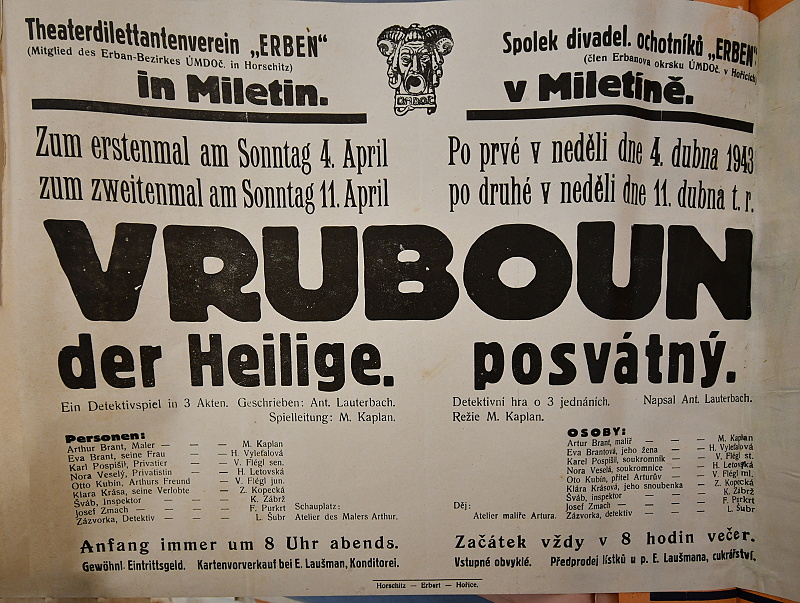 Theaterdilettantenverein „ERBEN“
(Mitglied des Erban-Bezirkes ÚMDOč. in Horschitz)
in Miletin.
Spolek divadel. ochotníků „ERBEN“
(člen Erbanova okrsku ÚMDOč. v Hořicích)
v Miletíně.
Zum erstenmal am Sonntag 4. April
zum zweitenmal am Sonntag 11. April
Po prvé v neděli dne 4. dubna 1943
po druhé v neděli dne 11. dubna t. r.
VRUBOUN
der Heilige.
posvátný.
Ein Detektivspiel in 3 Akten. Geschrieben: Ant. Lauterbach.
Spielleitung: M. Kaplan.
Detektivní hra o 3 jednáních. Napsal Ant. Lauterbach.
Režie M. Kaplan.
Personen:
Arthur Brant, Maler — — — M. Kaplan
Eva Brant, seine Frau — — H. Vyleťalová
Karl Pospíšil, Privatier — — V. Flégl sen.
Nora Veselý, Privatistin — — H. Letovská
Otto Kubín, Arthurs Freund — V. Flégl jun.
Klara Krása, seine Verlobte — Z. Kopecká
Šváb, Inspektor — — — K. Zábrž
Josef Zmach — — — F. Purkrt
Zázvorka, Detektiv — — — L. Šubr
Schauplatz:
Atelier des Malers Arthur.
OSOBY:
Artur Brant, malíř — — — M. Kaplan
Eva Brantová, jeho žena — — H. Vyleťalová
Karel Pospíšil, soukromník — — V. Flégl st.
Nora Veselá, soukromnice — — H. Letovská
Otto Kubín, přítel Arturův — — V. Flégl ml.
Klára Krásová, jeho snoubenka — Z. Kopecká
Šváb, inspektor — — — K. Zábrž
Josef Zmach — — — F. Purkrt
Zázvorka, detektiv — — — L. Šubr
Děj:
Atelier malíře Artura.
Anfang immer um 8 Uhr abends.
Gewöhnl. Eintrittsgeld. Kartenvorverkauf bei E. Laušman, Konditorei.
Začátek vždy v 8 hodin večer.
Vstupné obvyklé. Předprodej lístků u p. E. Laušmana, cukrářství.
Horschitz — Erbert — Hořice.